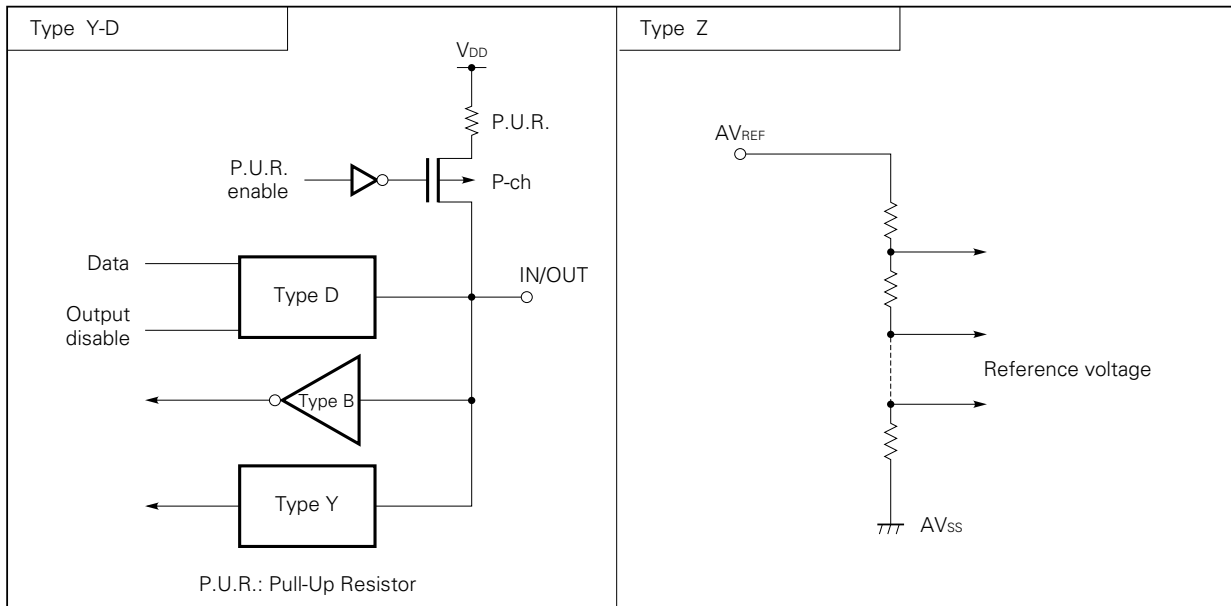 Type Y-D
VDD
P.U.R.
P.U.R.
enable
P-ch
Data
Type D
IN/OUT
Output
disable
Type B
Type Y
P.U.R.: Pull-Up Resistor
Type Z
AVREF
Reference voltage
AVSS